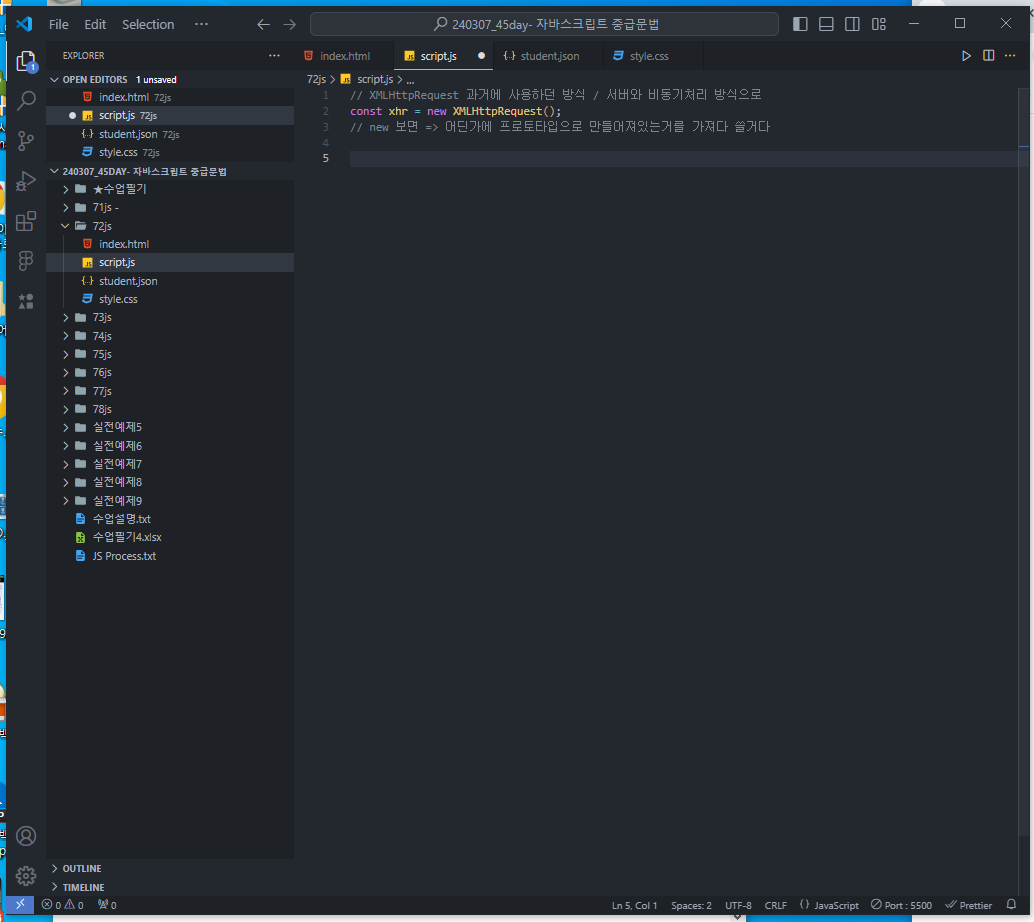 File Edit Selection ···
240307_45day- 자바스크립트 중급문법
EXPLORER ···
OPEN EDITORS 1 unsaved
index.html 72js
script.js 72js
student.json 72js
style.css 72js
240307_45DAY- 자바스크립트 중급문법
★수업필기
71js -
72js
index.html
script.js
student.json
style.css
73js
74js
75js
76js
77js
78js
실전예제5
실전예제6
실전예제7
실전예제8
실전예제9
수업설명.txt
수업필기4.xlsx
JS Process.txt
OUTLINE
TIMELINE
index.html script.js student.json style.css
72js > script.js > ...
1 // XMLHttpRequest 과거에 사용하던 방식 / 서버와 비동기처리 방식으로
2 const xhr = new XMLHttpRequest();
3 // new 보면 => 어딘가에 프로토타입으로 만들어져있는거를 가져다 쓸거다
4
5
0 0 0 Ln 5, Col 1 Spaces: 2 UTF-8 CRLF {} JavaScript Port : 5500 Prettier